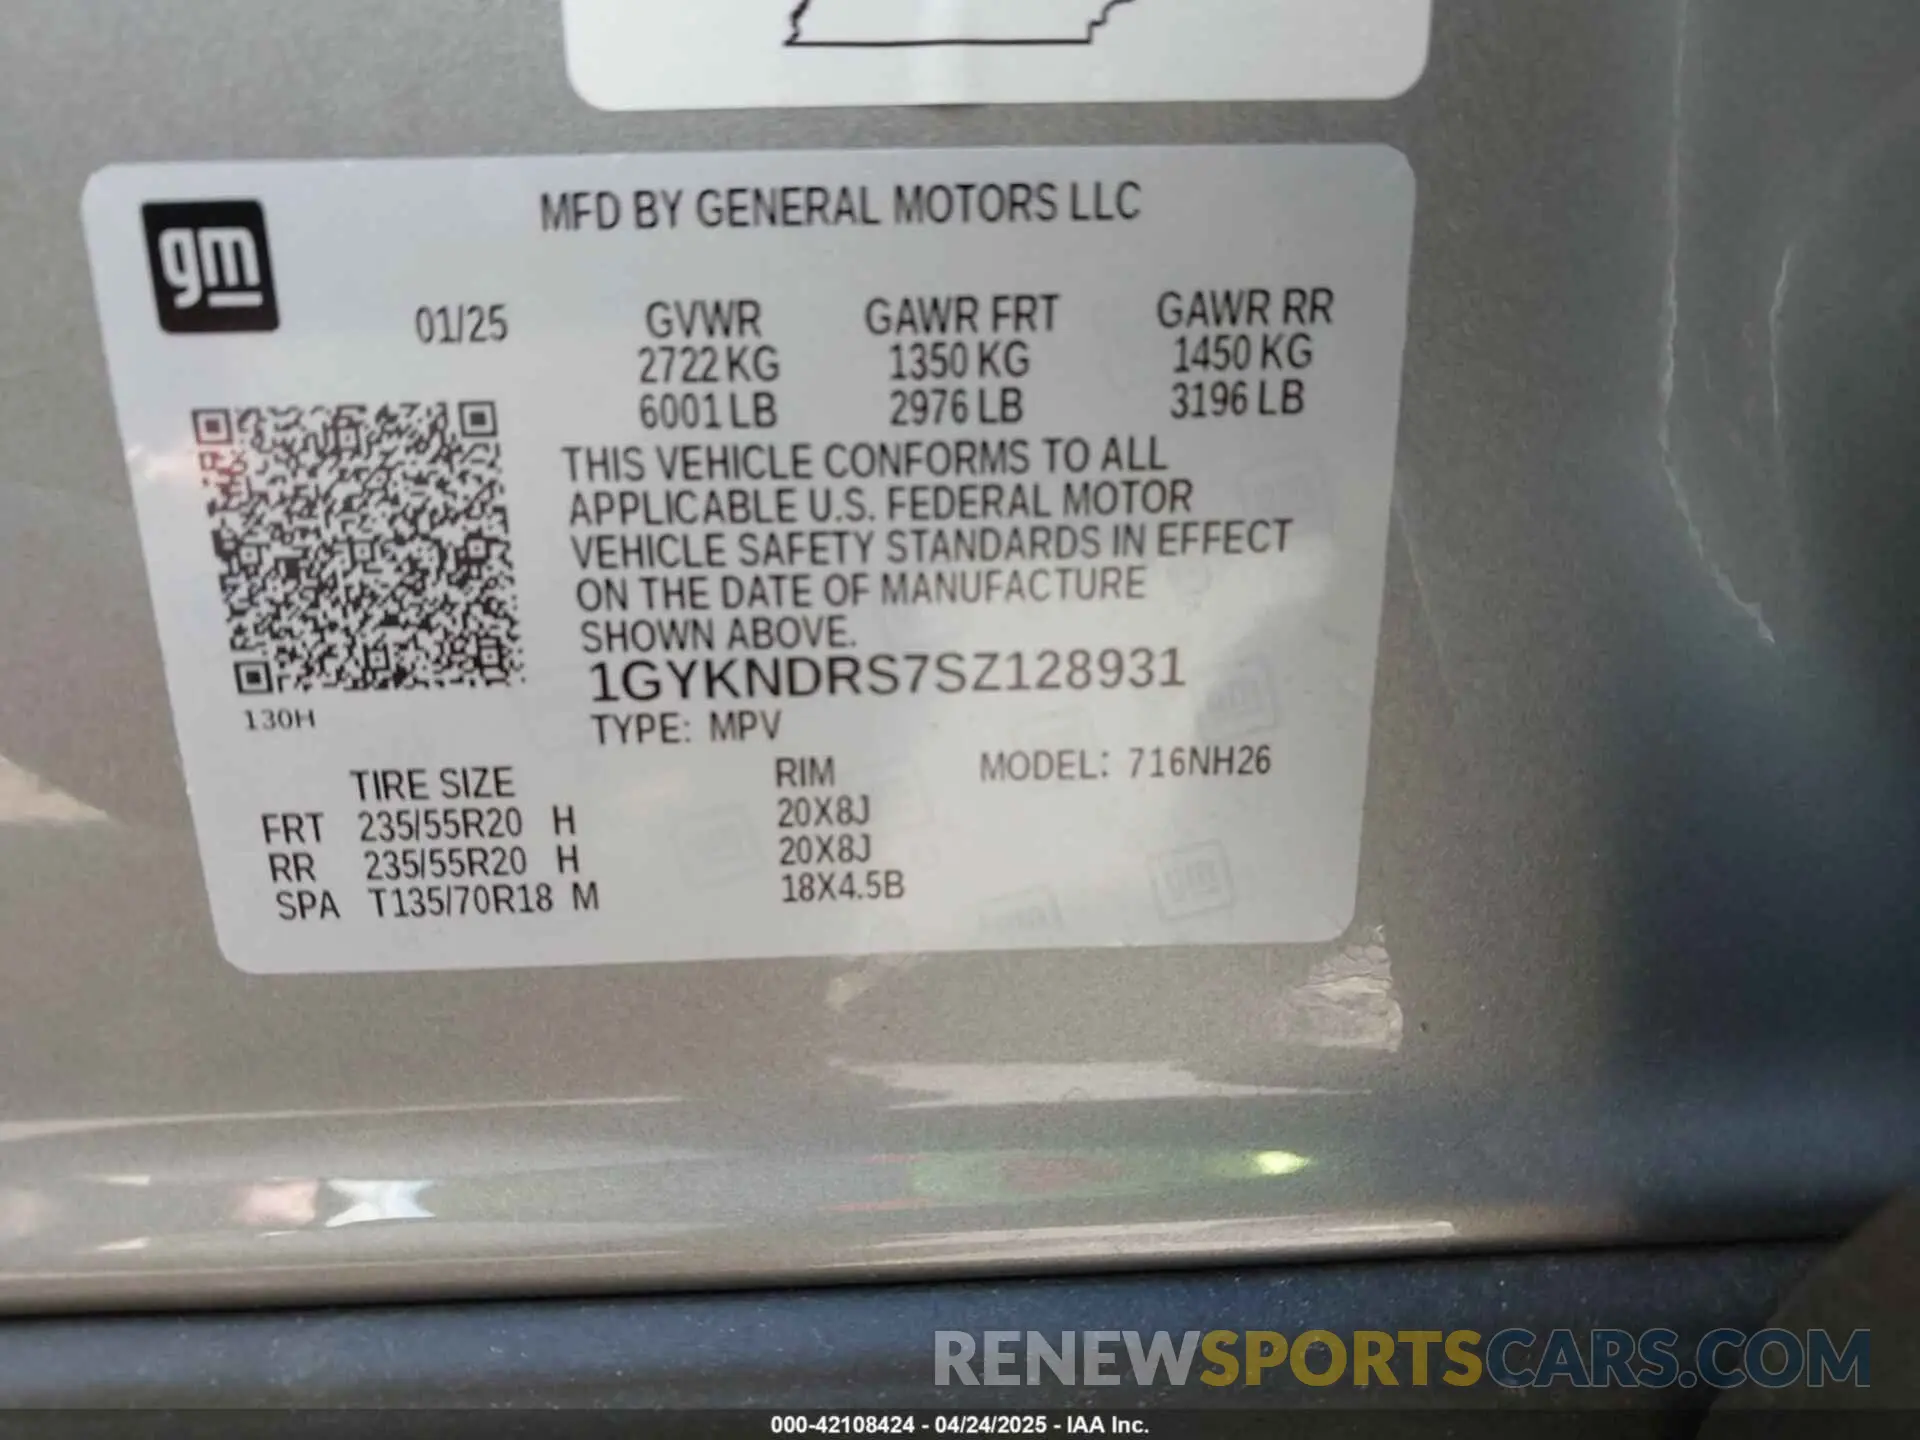 MFD BY GENERAL MOTORS LLC
gm
01/25 GVWR GAWR FRT GAWR RR
2722 KG 1350 KG 1450 KG
6001 LB 2976 LB 3196 LB
THIS VEHICLE CONFORMS TO ALL
APPLICABLE U.S. FEDERAL MOTOR
VEHICLE SAFETY STANDARDS IN EFFECT
ON THE DATE OF MANUFACTURE
SHOWN ABOVE.
1GYKNDRS7SZ128931
130H
TYPE: MPV
TIRE SIZE RIM MODEL: 716NH26
FRT 235/55R20 H 20X8J
RR 235/55R20 H 20X8J
SPA T135/70R18 M 18X4.5B
RENEWSPORTSCARS.COM
000-42108424 - 04/24/2025 - IAA Inc.